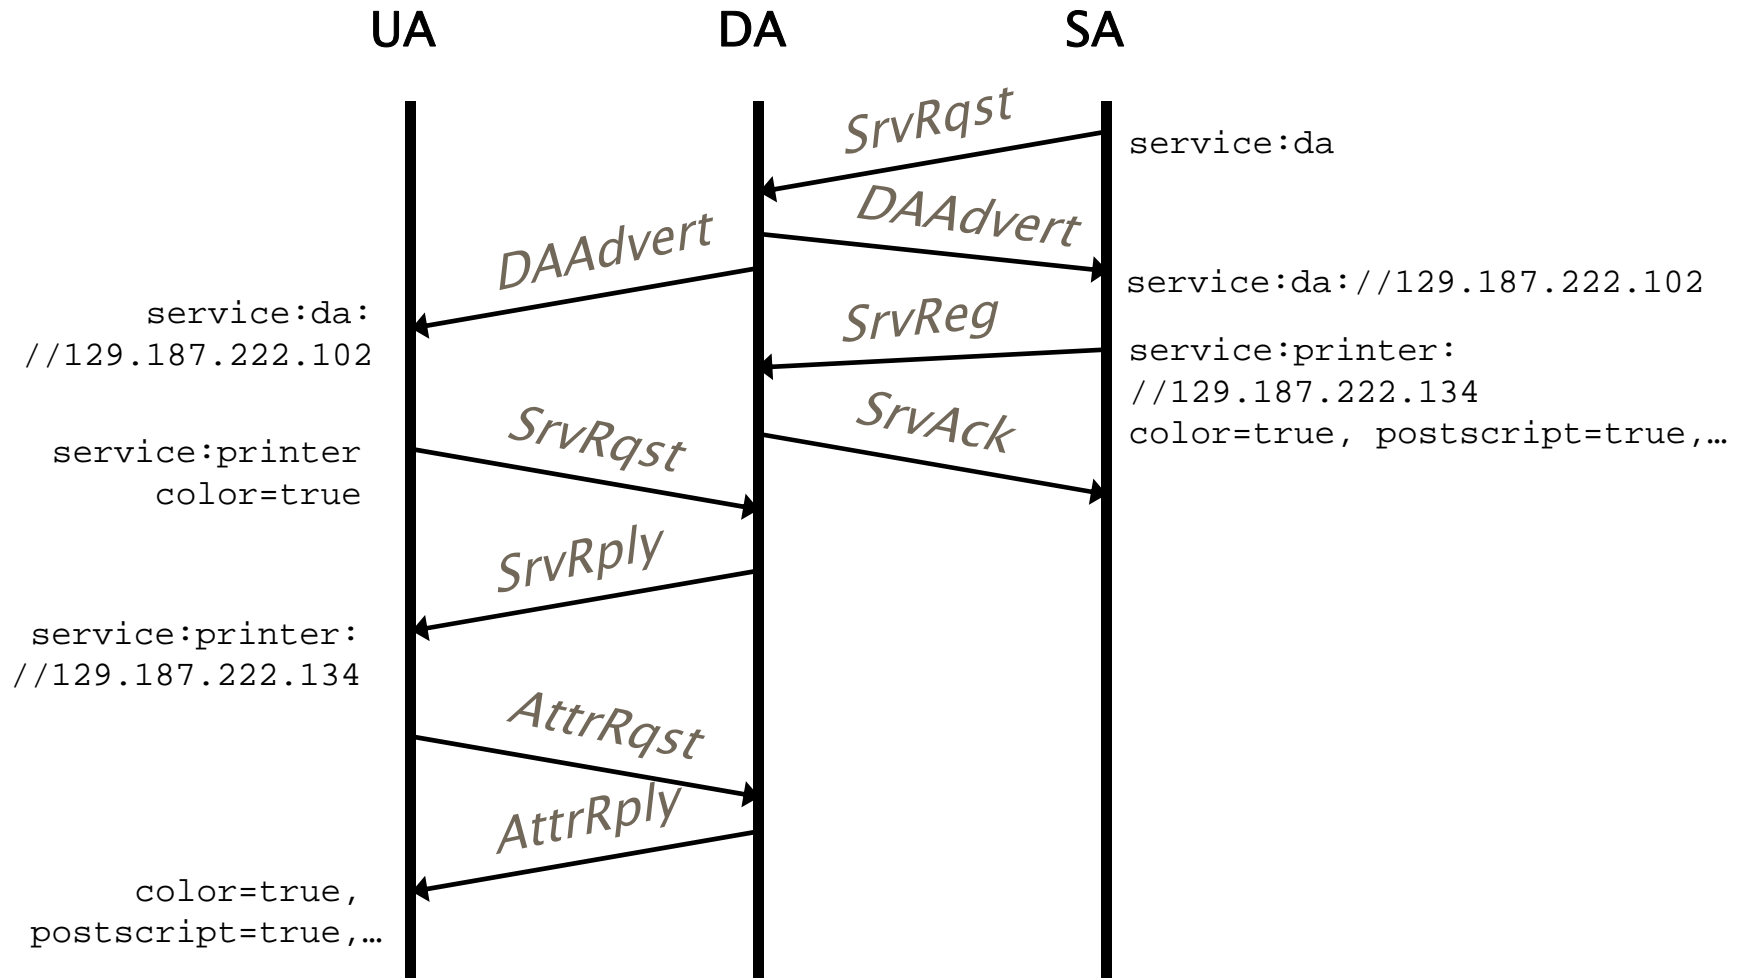 UA
DA
SA
SrvRqst
service:da
DAAdvert
DAAdvert
service:da://129.187.222.102
service:da:
//129.187.222.102
SrvReg
service:printer:
//129.187.222.134
color=true, postscript=true,…
SrvAck
SrvRqst
service:printer
color=true
SrvRply
service:printer:
//129.187.222.134
AttrRqst
AttrRply
color=true,
postscript=true,…